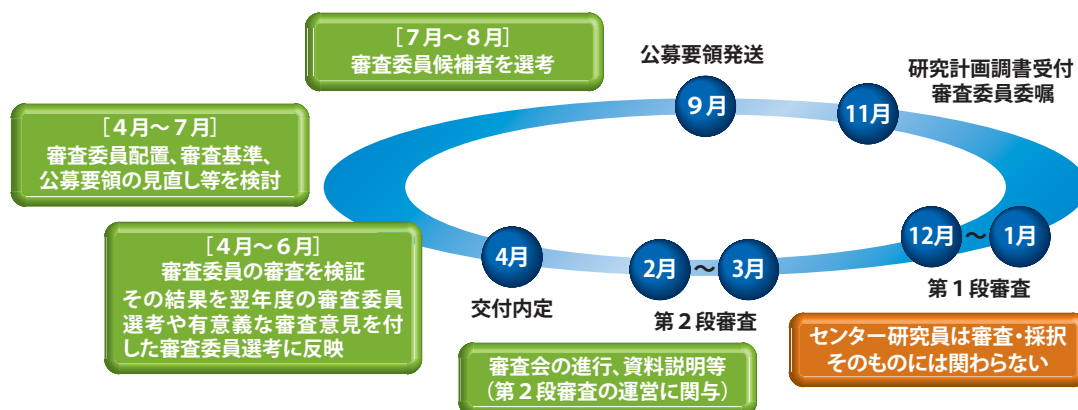 [７月～８月]
審査委員候補者を選考
公募要領発送
９月
研究計画調書受付
審査委員委嘱
11月
[４月～７月]
審査委員配置、審査基準、
公募要領の見直し等を検討
[４月～６月]
審査委員の審査を検証
その結果を翌年度の審査委員
選考や有意義な審査意見を付
した審査委員選考に反映
４月
交付内定
２月～３月
第２段審査
12月～１月
第１段審査
審査会の進行、資料説明等
（第２段審査の運営に関与）
センター研究員は審査・採択
そのものには関わらない